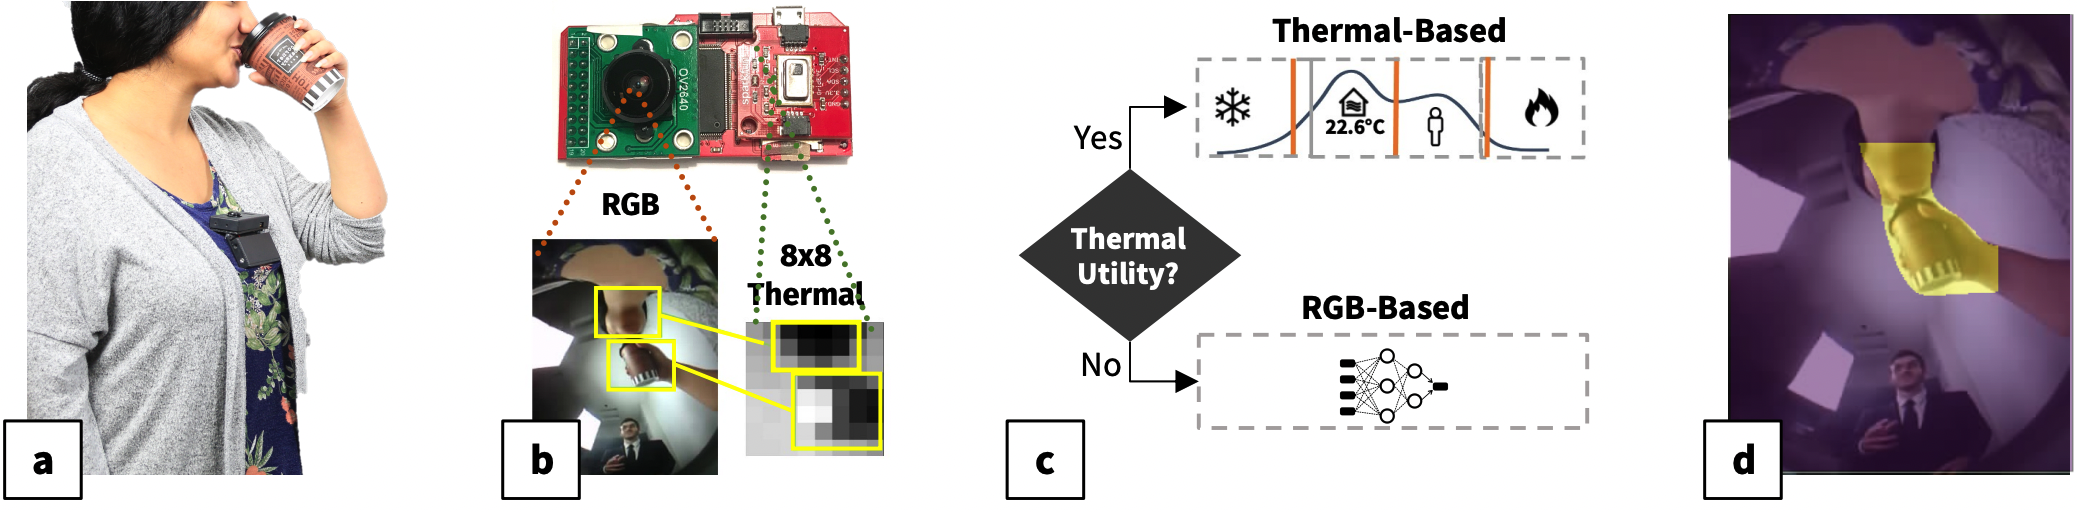 a
OV2640
RGB
8x8
Thermal
b
Thermal-Based
22.6°C
Yes
Thermal
Utility?
No
RGB-Based
c
d